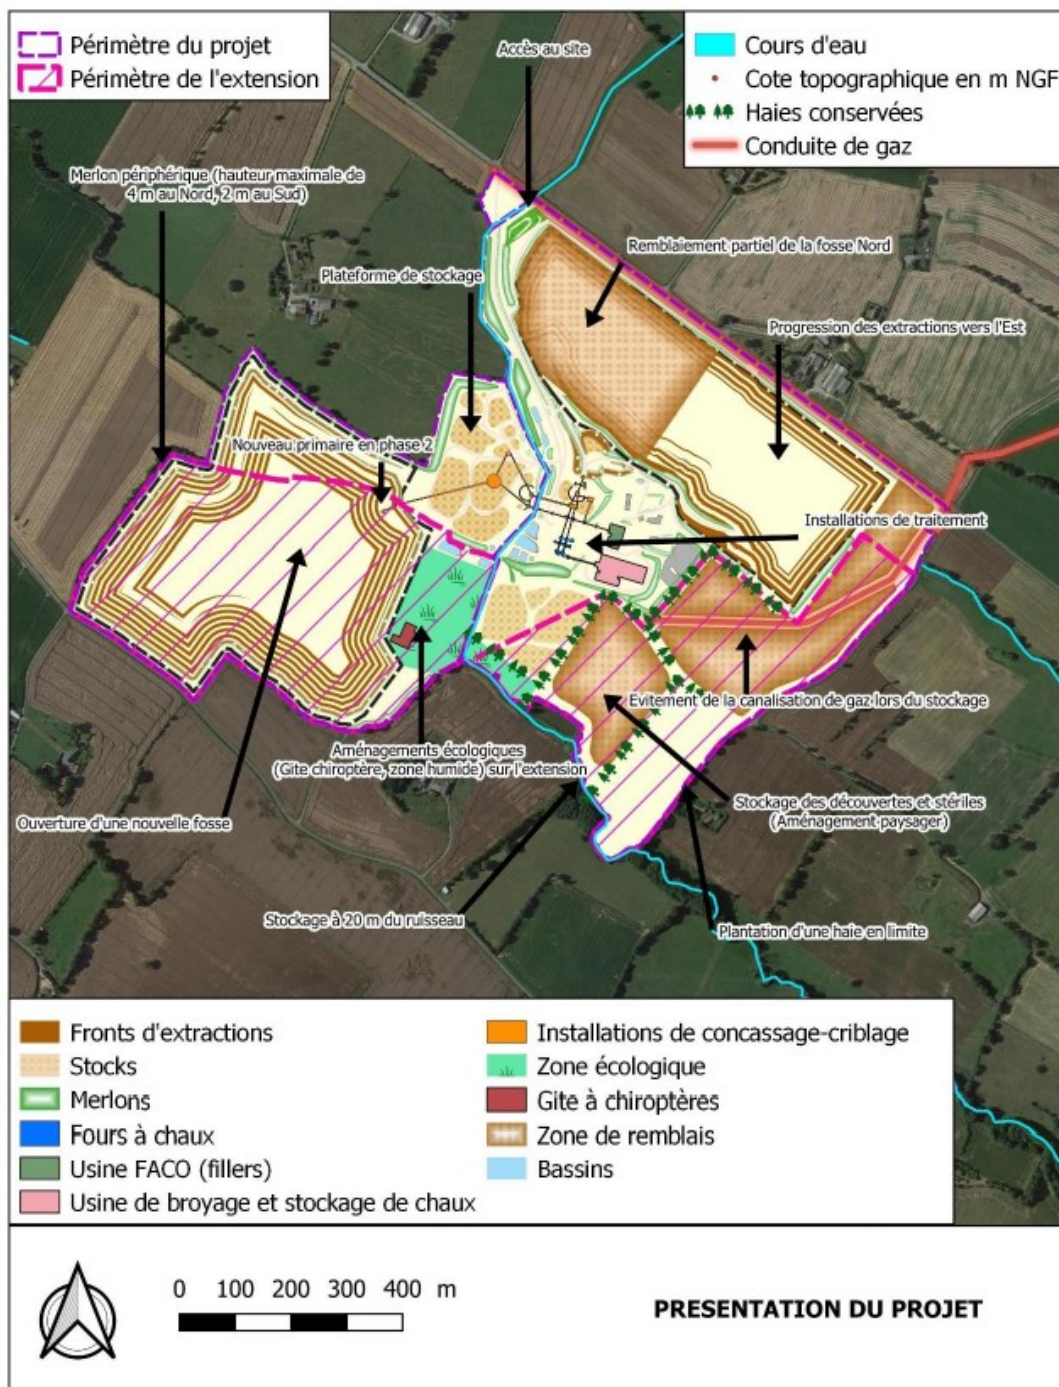 Périmètre du projet
Périmètre de l'extension
Accès au site
Cours d'eau
Cote topographique en m NGF
Haies conservées
Conduite de gaz
Merlon périphérique (hauteur maximale de
4 m au Nord, 2 m au Sud)
Remblaiement partiel de la fosse Nord
Plateforme de stockage
Progression des extractions vers l'Est
Nouveau primaire en phase 2
Installations de traitement
Evitement de la canalisation de gaz lors du stockage
Aménagements écologiques
(Gite chiroptère, zone humide) sur l'extension
Stockage des découvertes et stériles
(Aménagement paysager)
Ouverture d'une nouvelle fosse
Stockage à 20 m du ruisseau
Plantation d'une haie en limite
Fronts d'extractions
Stocks
Merlons
Fours à chaux
Usine FACO (fillers)
Usine de broyage et stockage de chaux
Installations de concassage-criblage
Zone écologique
Gite à chiroptères
Zone de remblais
Bassins
0 100 200 300 400 m
PRESENTATION DU PROJET